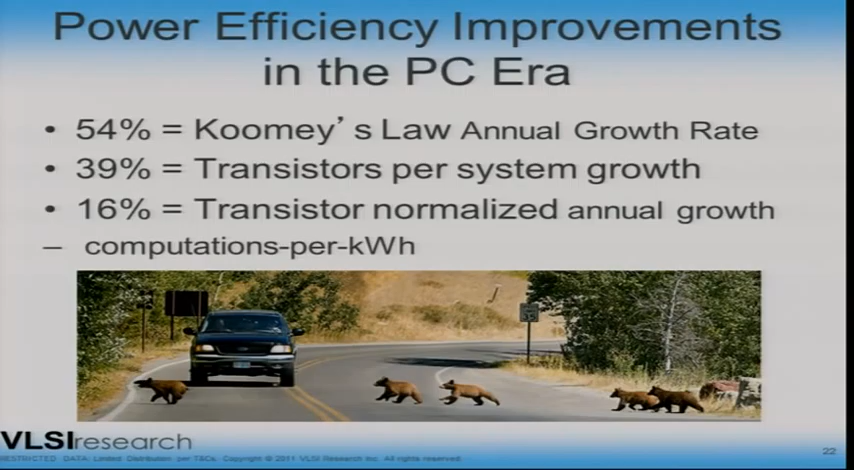 Power Efficiency Improvements
in the PC Era
• 54% = Koomey's Law Annual Growth Rate
• 39% = Transistors per system growth
• 16% = Transistor normalized annual growth
– computations-per-kWh
VLSIresearch
RESTRICTED DATA: Limited Distribution per T&Cs. Copyright © 2011 VLSI Research Inc. All rights reserved.
22